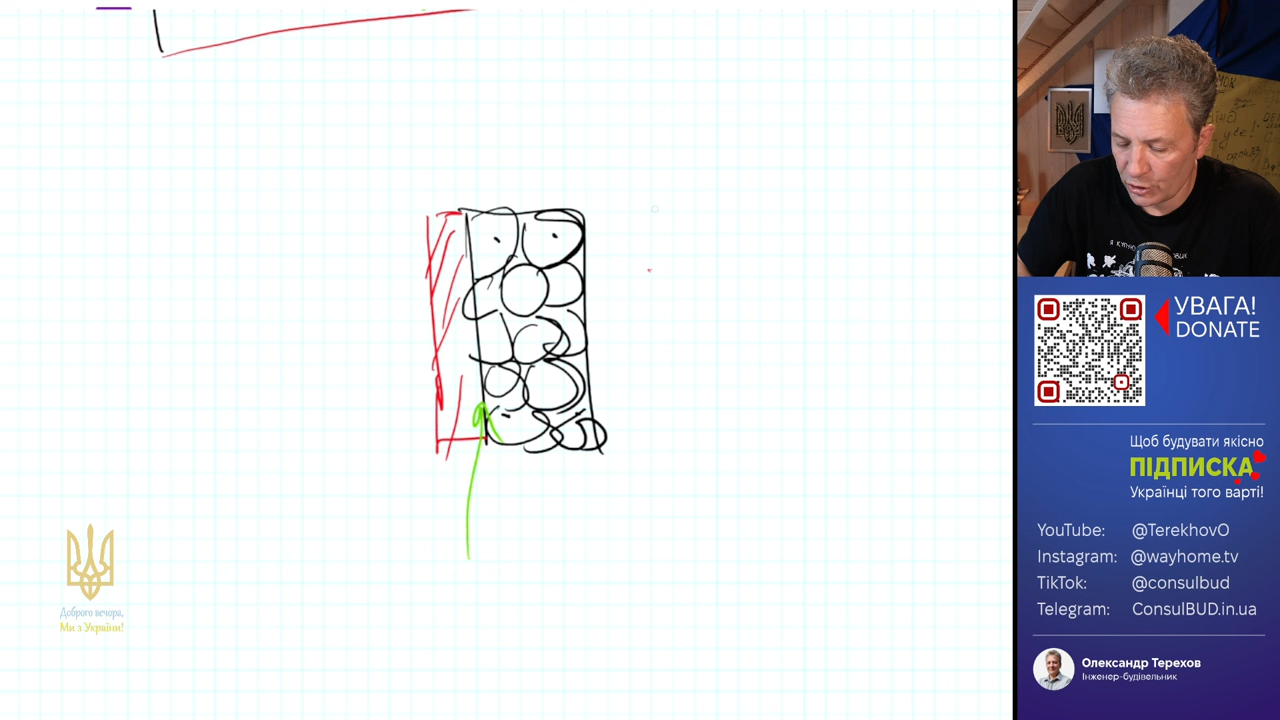 Доброго вечора,
Ми з України!
Я КУПУЮ
УВАГА!
DONATE
Щоб будувати якісно
ПІДПИСКА
Українці того варті!
YouTube: @TerekhovO
Instagram: @wayhome.tv
TikTok: @consulbud
Telegram: ConsulBUD.in.ua
Олександр Терехов
Інженер-будівельник